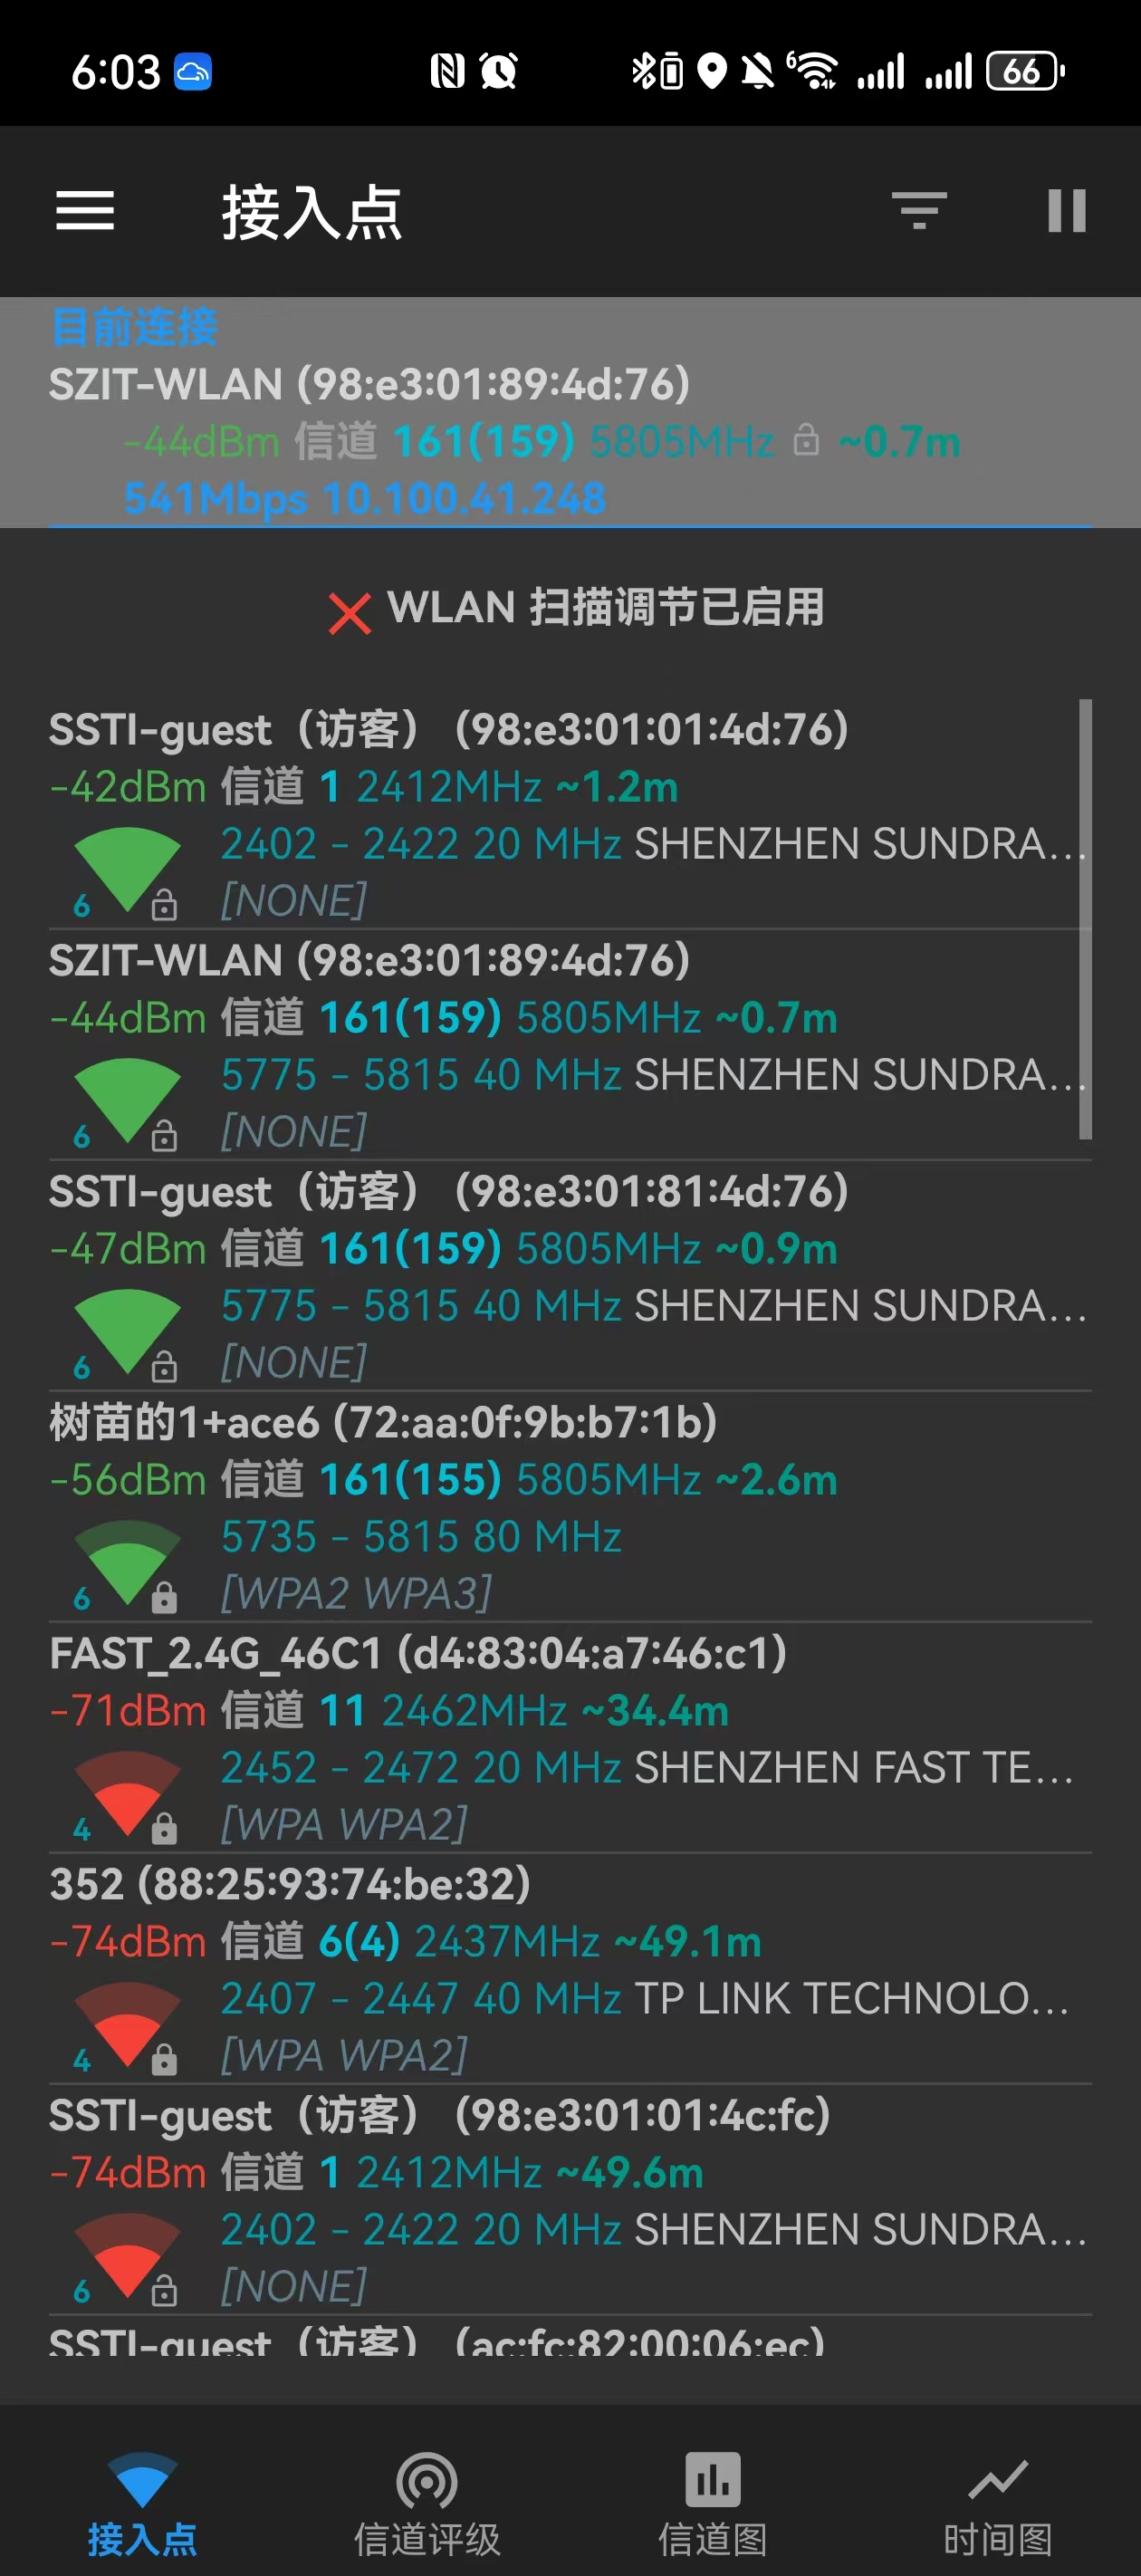 6:03
6
66
接入点
目前连接
SZIT-WLAN (98:e3:01:89:4d:76)
-44dBm 信道 161(159) 5805MHz ~0.7m
541Mbps 10.100.41.248
WLAN 扫描调节已启用
SSTI-guest（访客） (98:e3:01:01:4d:76)
-42dBm 信道 1 2412MHz ~1.2m
2402 - 2422 20 MHz SHENZHEN SUNDRA...
6 [NONE]
SZIT-WLAN (98:e3:01:89:4d:76)
-44dBm 信道 161(159) 5805MHz ~0.7m
5775 - 5815 40 MHz SHENZHEN SUNDRA...
6 [NONE]
SSTI-guest（访客） (98:e3:01:81:4d:76)
-47dBm 信道 161(159) 5805MHz ~0.9m
5775 - 5815 40 MHz SHENZHEN SUNDRA...
6 [NONE]
树苗的1+ace6 (72:aa:0f:9b:b7:1b)
-56dBm 信道 161(155) 5805MHz ~2.6m
5735 - 5815 80 MHz
6 [WPA2 WPA3]
FAST_2.4G_46C1 (d4:83:04:a7:46:c1)
-71dBm 信道 11 2462MHz ~34.4m
2452 - 2472 20 MHz SHENZHEN FAST TE...
4 [WPA WPA2]
352 (88:25:93:74:be:32)
-74dBm 信道 6(4) 2437MHz ~49.1m
2407 - 2447 40 MHz TP LINK TECHNOLO...
4 [WPA WPA2]
SSTI-guest（访客） (98:e3:01:01:4c:fc)
-74dBm 信道 1 2412MHz ~49.6m
2402 - 2422 20 MHz SHENZHEN SUNDRA...
6 [NONE]
SSTI-guest（访客） (ac:fc:82:00:06:ec)
接入点 信道评级 信道图 时间图